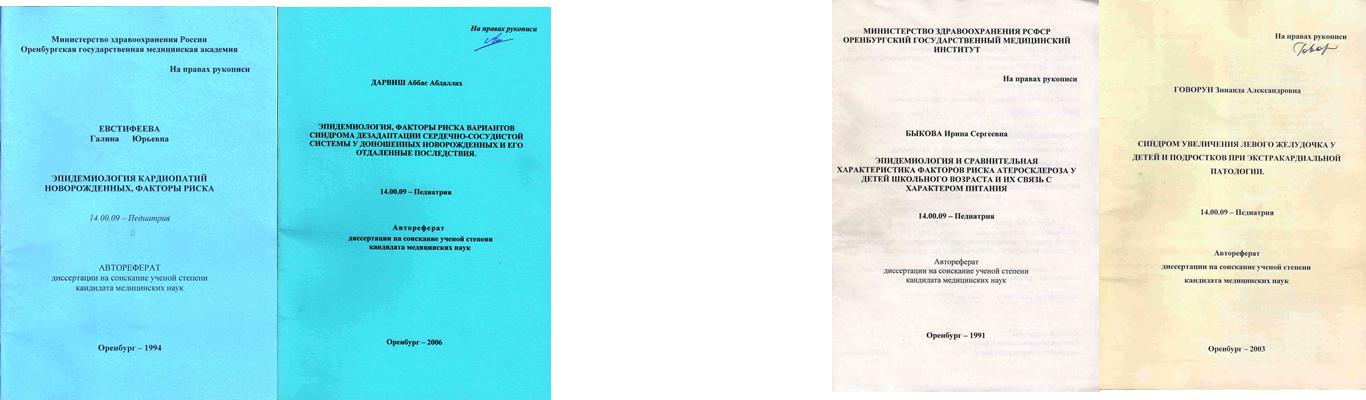 Министерство здравоохранения России
Оренбургская государственная медицинская академия
На правах рукописи
ЕВСТИФЕЕВА
Галина Юрьевна
ЭПИДЕМИОЛОГИЯ КАРДИОПАТИЙ
НОВОРОЖДЕННЫХ, ФАКТОРЫ РИСКА
14.00.09 – Педиатрия
АВТОРЕФЕРАТ
диссертации на соискание ученой степени
кандидата медицинских наук
Оренбург – 1994
На правах рукописи
ДАРВИШ Аббас Абдаллах
ЭПИДЕМИОЛОГИЯ, ФАКТОРЫ РИСКА ВАРИАНТОВ
СИНДРОМА ДЕЗАДАПТАЦИИ СЕРДЕЧНО-СОСУДИСТОЙ
СИСТЕМЫ У ДОНОШЕННЫХ НОВОРОЖДЕННЫХ И ЕГО
ОТДАЛЕННЫЕ ПОСЛЕДСТВИЯ.
14.00.09 – Педиатрия
Автореферат
диссертации на соискание ученой степени
кандидата медицинских наук
Оренбург – 2006
МИНИСТЕРСТВО ЗДРАВООХРАНЕНИЯ РСФСР
ОРЕНБУРГСКИЙ ГОСУДАРСТВЕННЫЙ МЕДИЦИНСКИЙ
ИНСТИТУТ
На правах рукописи
БЫКОВА Ирина Сергеевна
ЭПИДЕМИОЛОГИЯ И СРАВНИТЕЛЬНАЯ
ХАРАКТЕРИСТИКА ФАКТОРОВ РИСКА АТЕРОСКЛЕРОЗА У
ДЕТЕЙ ШКОЛЬНОГО ВОЗРАСТА И ИХ СВЯЗЬ С
ХАРАКТЕРОМ ПИТАНИЯ
14.00.09 – Педиатрия
Автореферат
диссертации на соискание ученой степени
кандидата медицинских наук
Оренбург – 1991
На правах рукописи
ГОВОРУН Зинаида Александровна
СИНДРОМ УВЕЛИЧЕНИЯ ЛЕВОГО ЖЕЛУДОЧКА У
ДЕТЕЙ И ПОДРОСТКОВ ПРИ ЭКСТРАКАРДИАЛЬНОЙ
ПАТОЛОГИИ.
14.00.09 – Педиатрия
Автореферат
диссертации на соискание ученой степени
кандидата медицинских наук
Оренбург – 2003